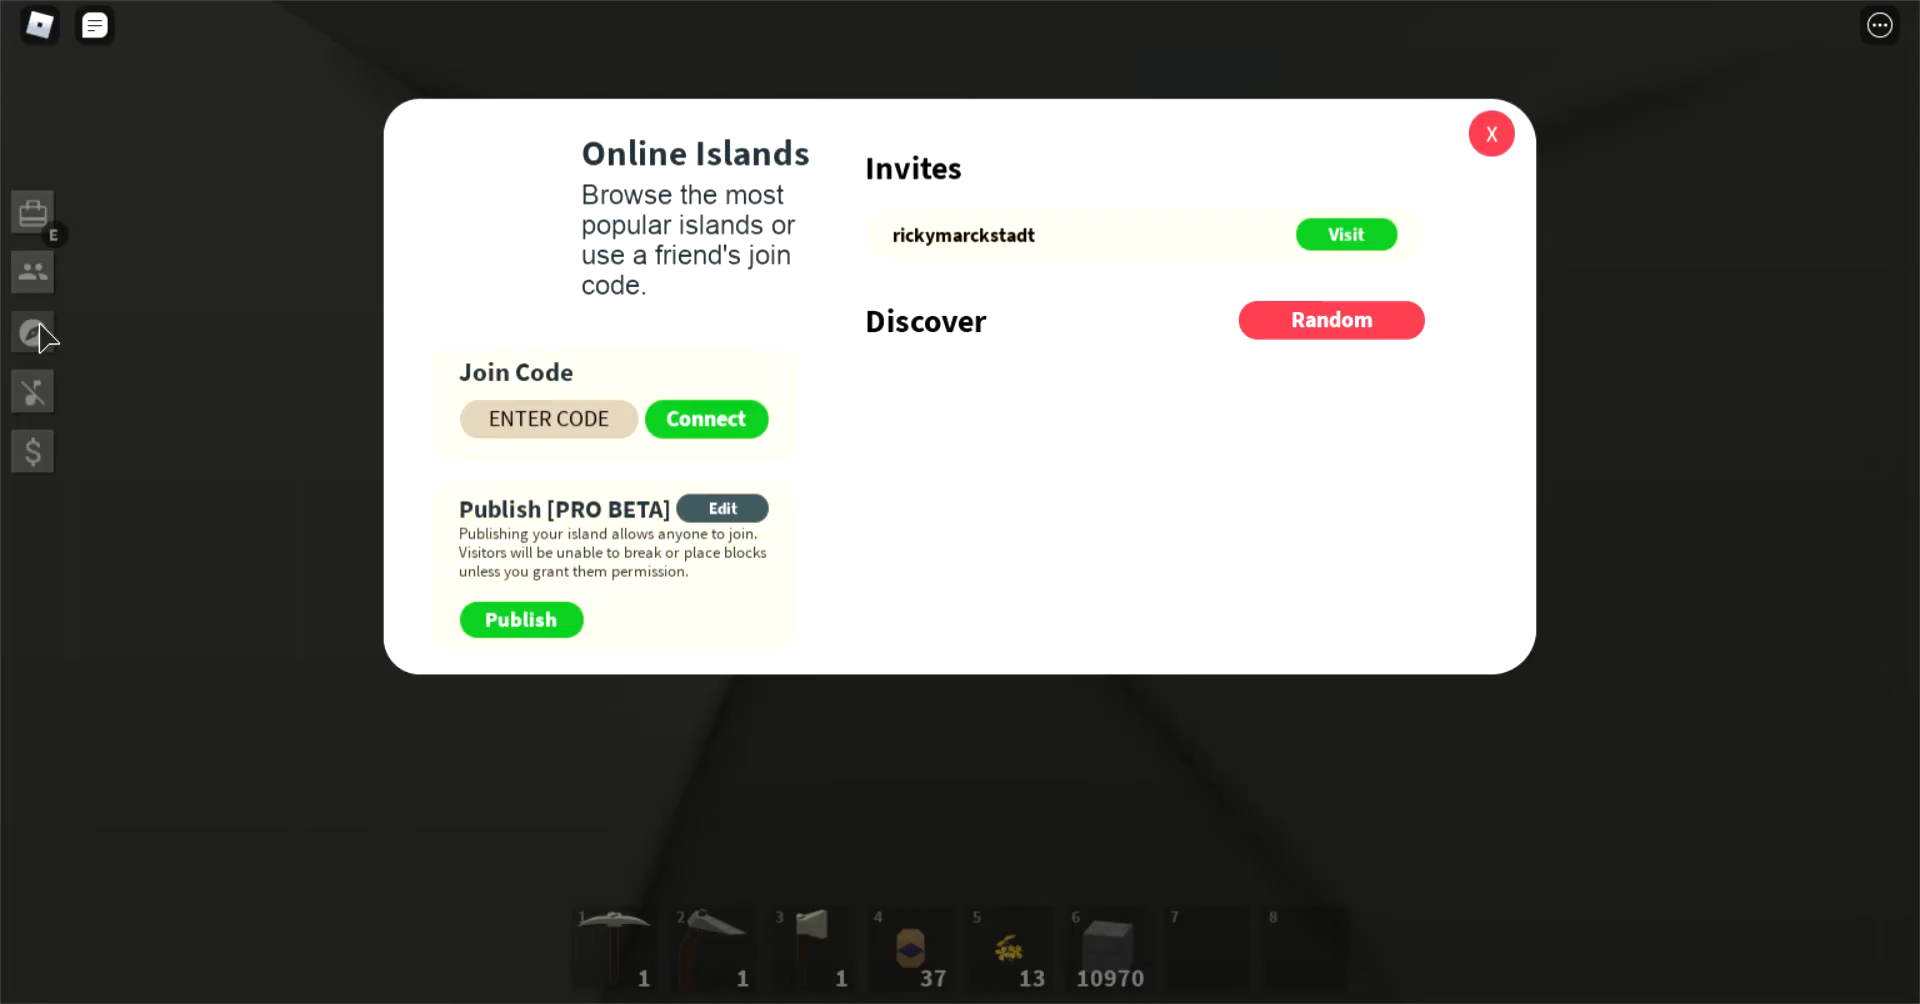 Online Islands
Browse the most
popular islands or
use a friend's join
code.
Join Code
ENTER CODE
Connect
Publish [PRO BETA]
Edit
Publishing your island allows anyone to join.
Visitors will be unable to break or place blocks
unless you grant them permission.
Publish
Invites
X
rickymarckstadt
Visit
Discover
Random
E
$
1
2
3
4
5
6
7
8
1
1
1
37
13
10970